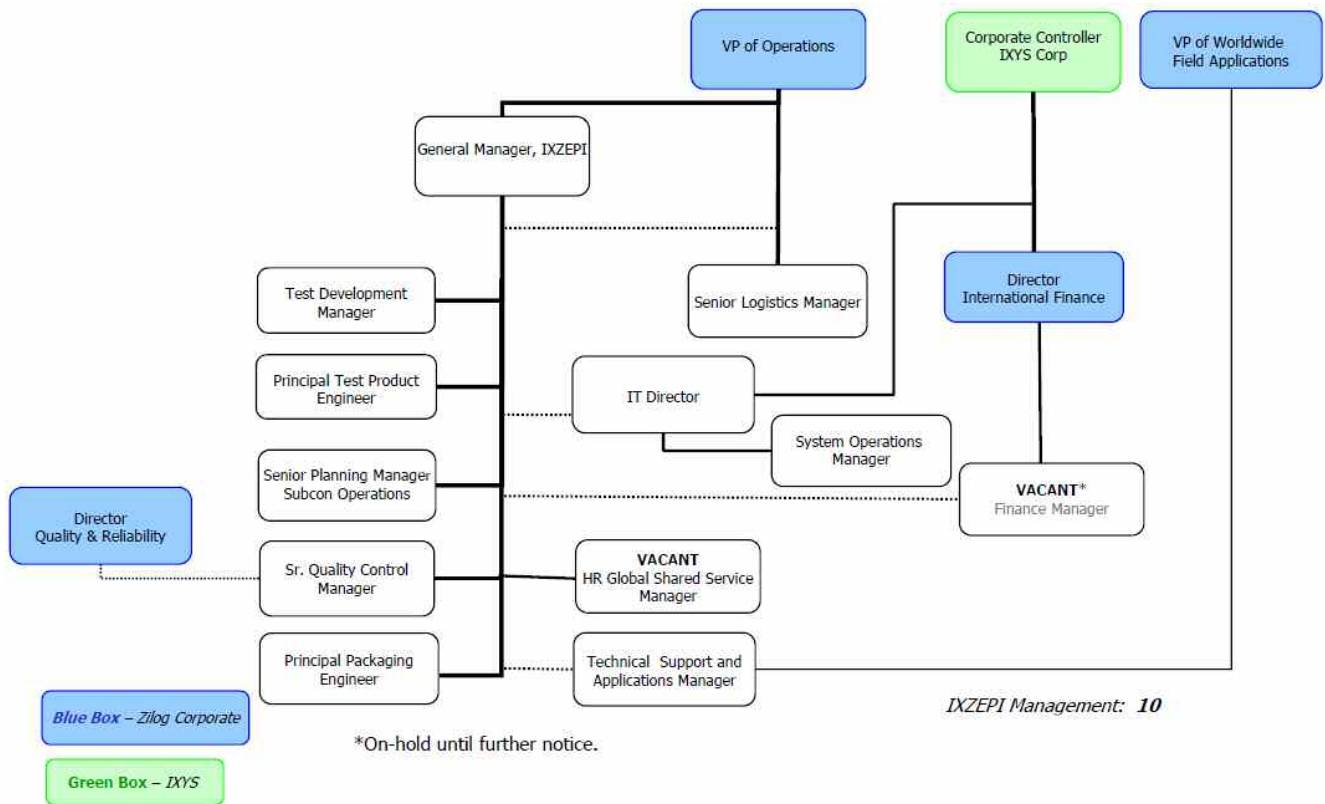 VP of Operations
Corporate Controller
IXYS Corp
VP of Worldwide
Field Applications
General Manager, IXZEPI
Test Development
Manager
Senior Logistics Manager
Director
International Finance
Principal Test Product
Engineer
IT Director
System Operations
Manager
Senior Planning Manager
Subcon Operations
VACANT*
Finance Manager
Director
Quality & Reliability
Sr. Quality Control
Manager
VACANT
HR Global Shared Service
Manager
Principal Packaging
Engineer
Technical Support and
Applications Manager
Blue Box – Zilog Corporate
IXZEPI Management: 10
*On-hold until further notice.
Green Box – IXYS